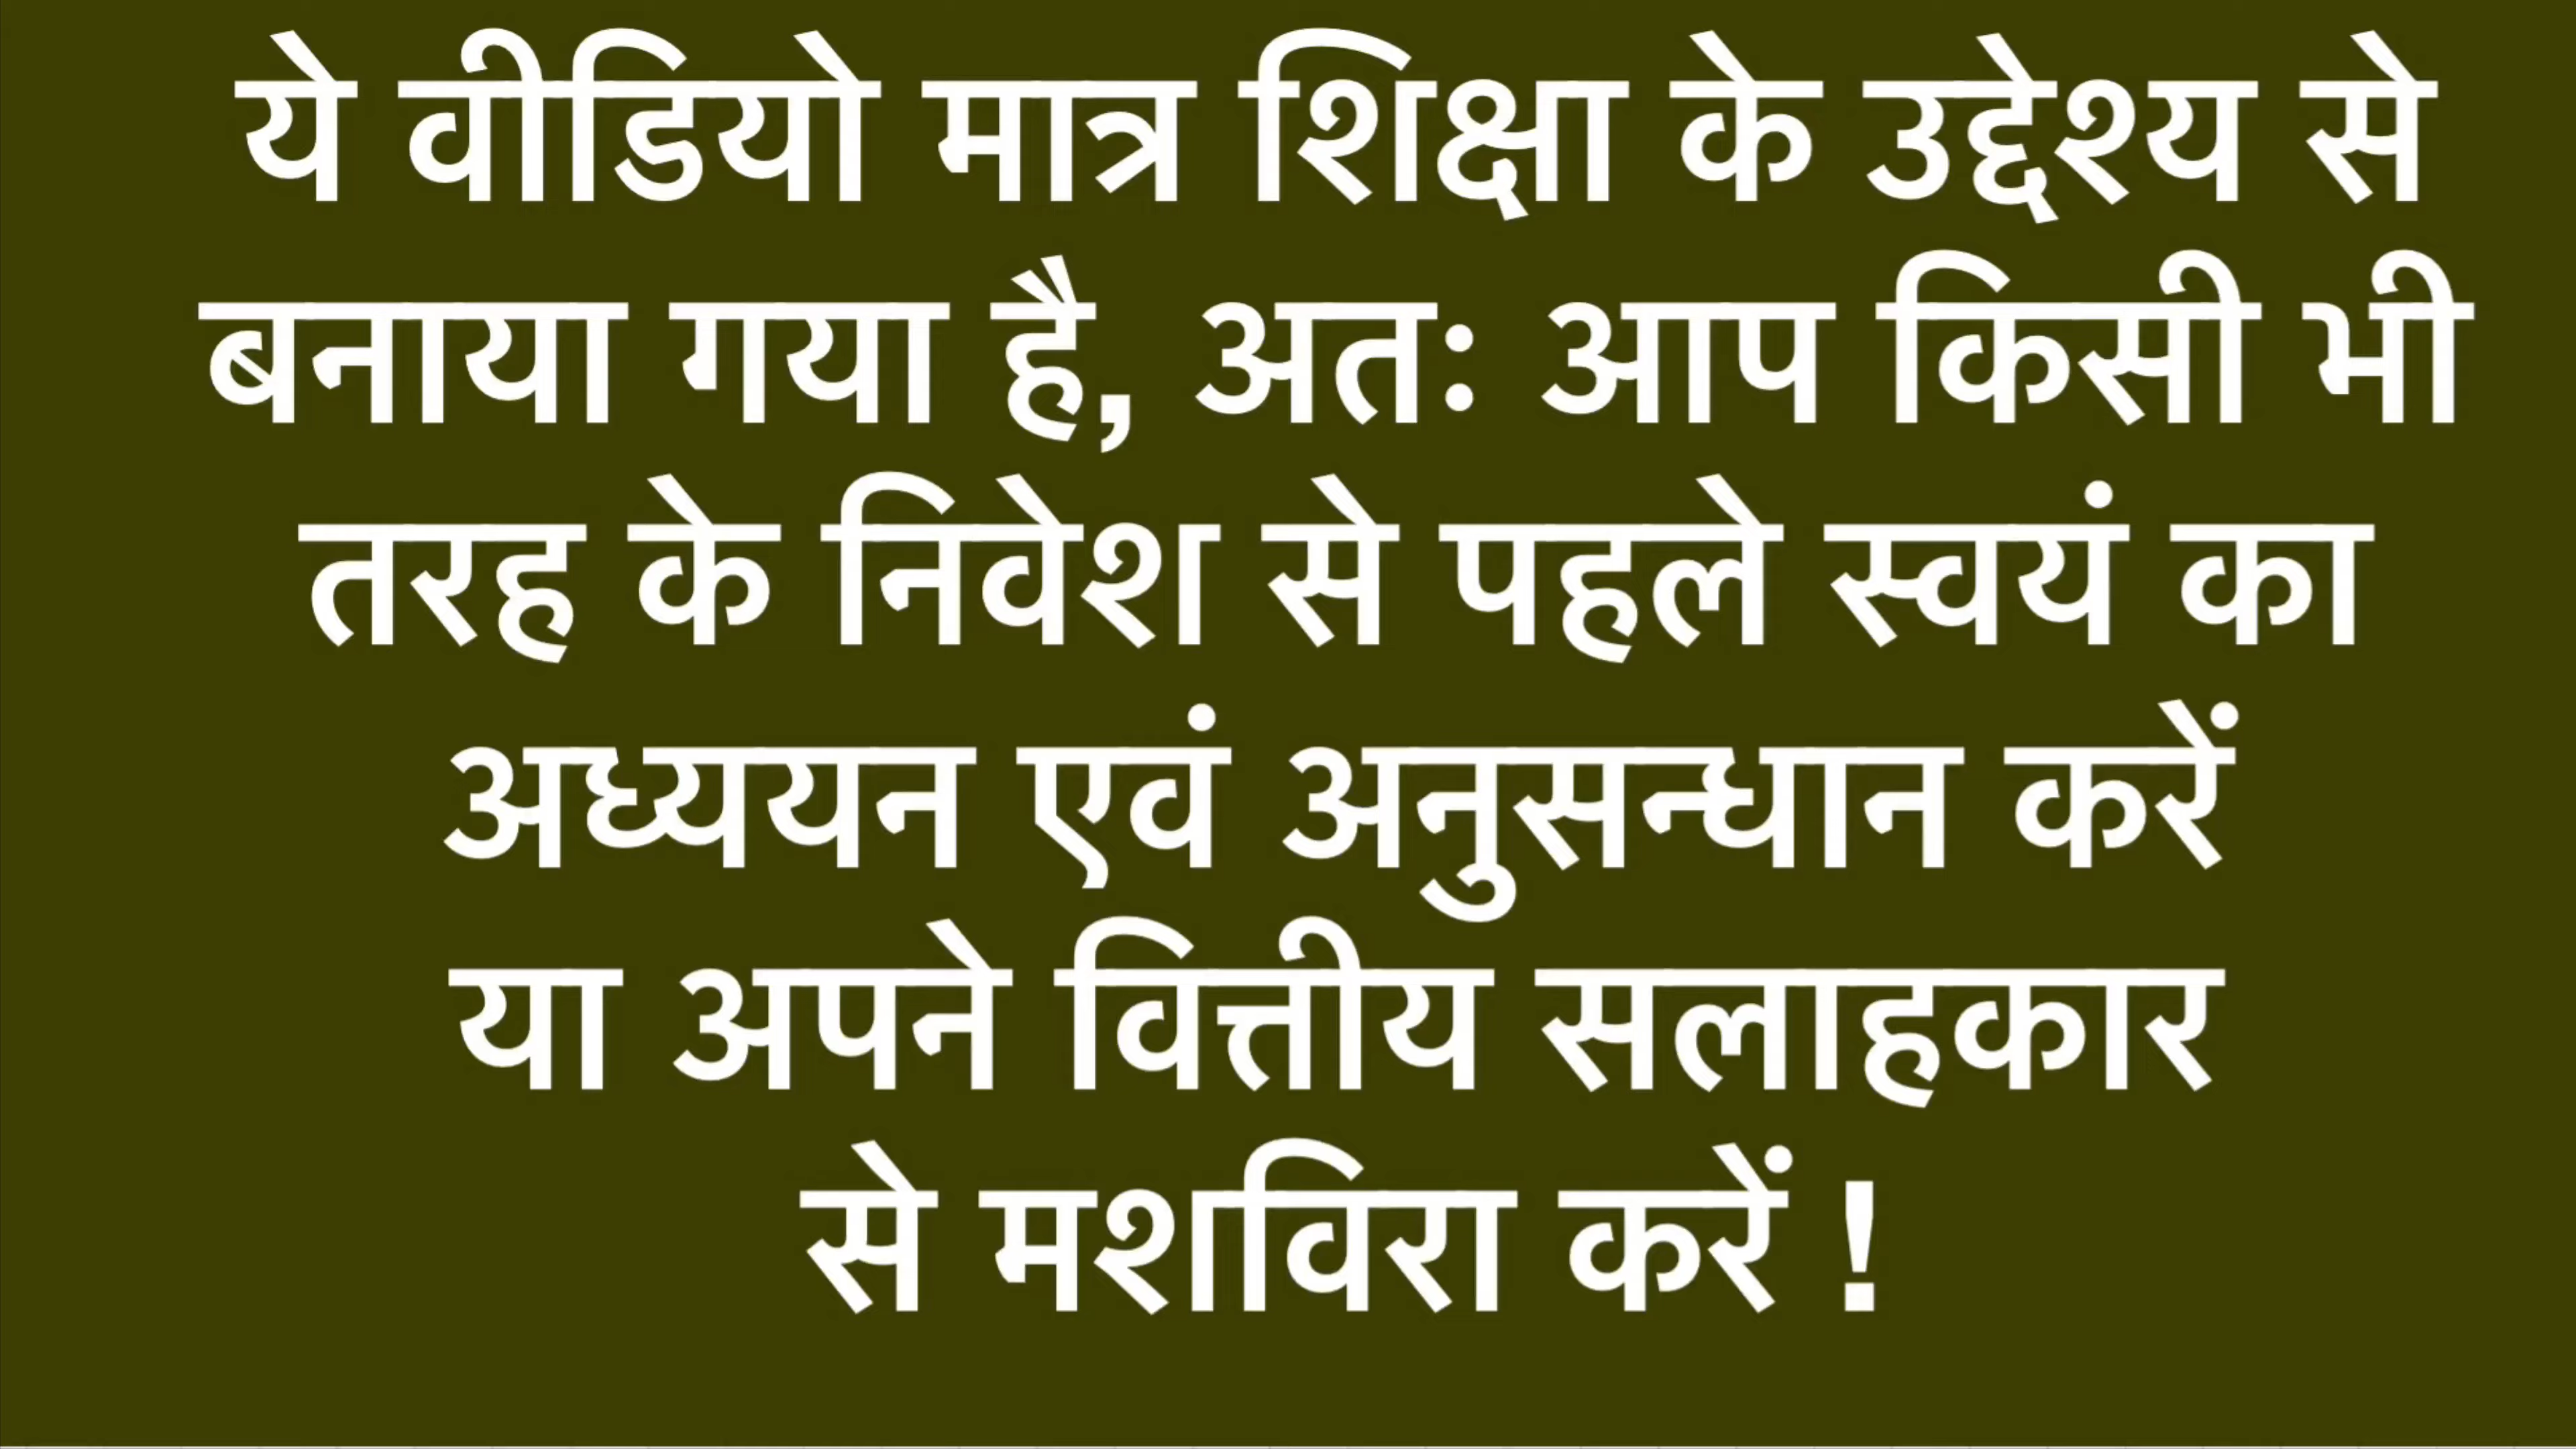 ये वीडियो मात्र शिक्षा के उद्देश्य से
बनाया गया है, अतः आप किसी भी
तरह के निवेश से पहले स्वयं का
अध्ययन एवं अनुसन्धान करें
या अपने वित्तीय सलाहकार
से मशविरा करें !